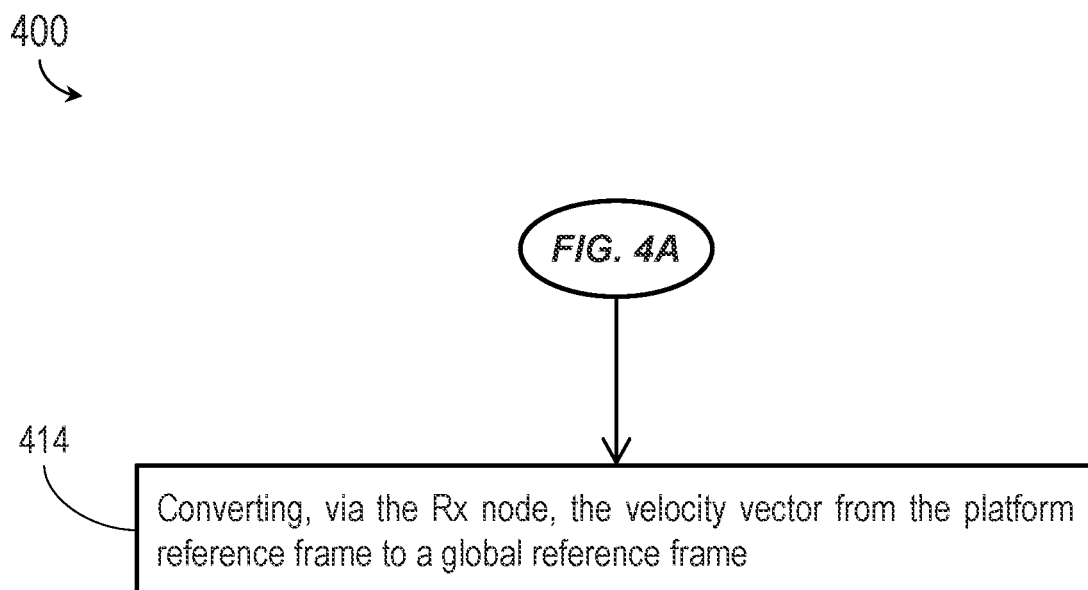 400
FIG. 4A
414
Converting, via the Rx node, the velocity vector from the platform
reference frame to a global reference frame